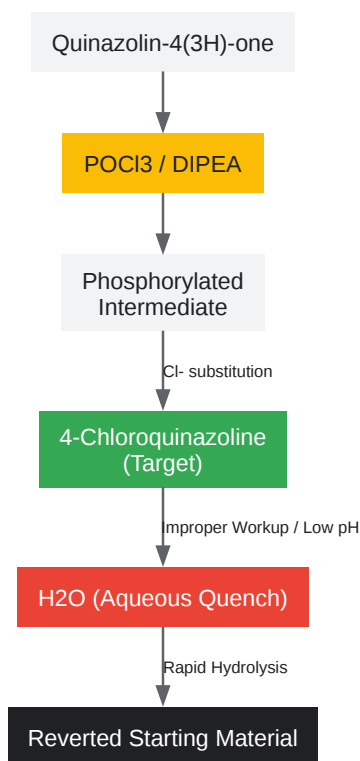 Quinazolin-4(3H)-one
POCl3 / DIPEA
Phosphorylated
Intermediate
Cl- substitution
4-Chloroquinazoline
(Target)
Improper Workup / Low pH
H2O (Aqueous Quench)
Rapid Hydrolysis
Reverted Starting Material